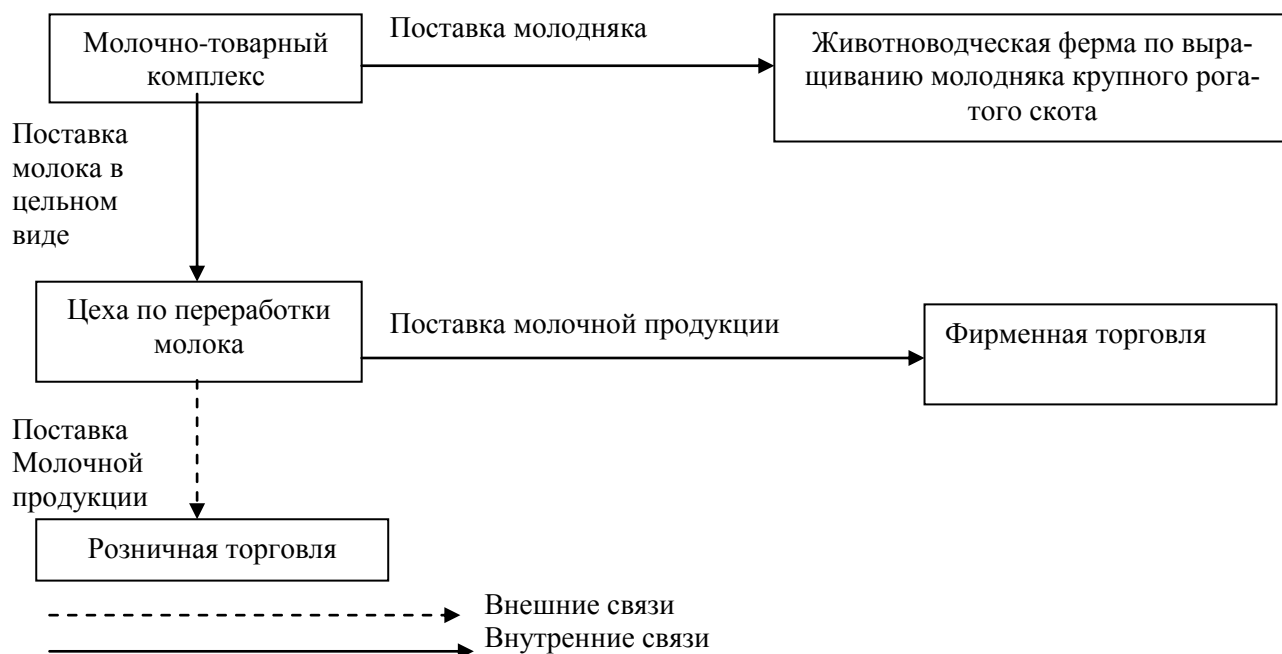 Молочно-товарный
комплекс
Поставка молодняка
Животноводческая ферма по выра-
щиванию молодняка крупного рога-
того скота
Поставка
молока в
цельном
виде
Цеха по переработки
молока
Поставка молочной продукции
Фирменная торговля
Поставка
Молочной
продукции
Розничная торговля
Внешние связи
Внутренние связи